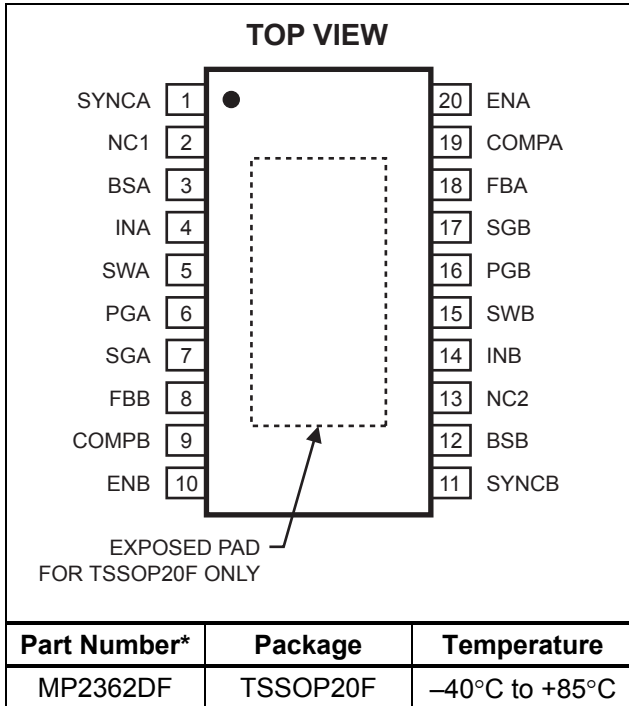 TOP VIEW
SYNCA 1 20 ENA
NC1 2 19 COMPA
BSA 3 18 FBA
INA 4 17 SGB
SWA 5 16 PGB
PGA 6 15 SWB
SGA 7 14 INB
FBB 8 13 NC2
COMPB 9 12 BSB
ENB 10 11 SYNCB
EXPOSED PAD
FOR TSSOP20F ONLY
Part Number* Package Temperature
MP2362DF TSSOP20F –40°C to +85°C